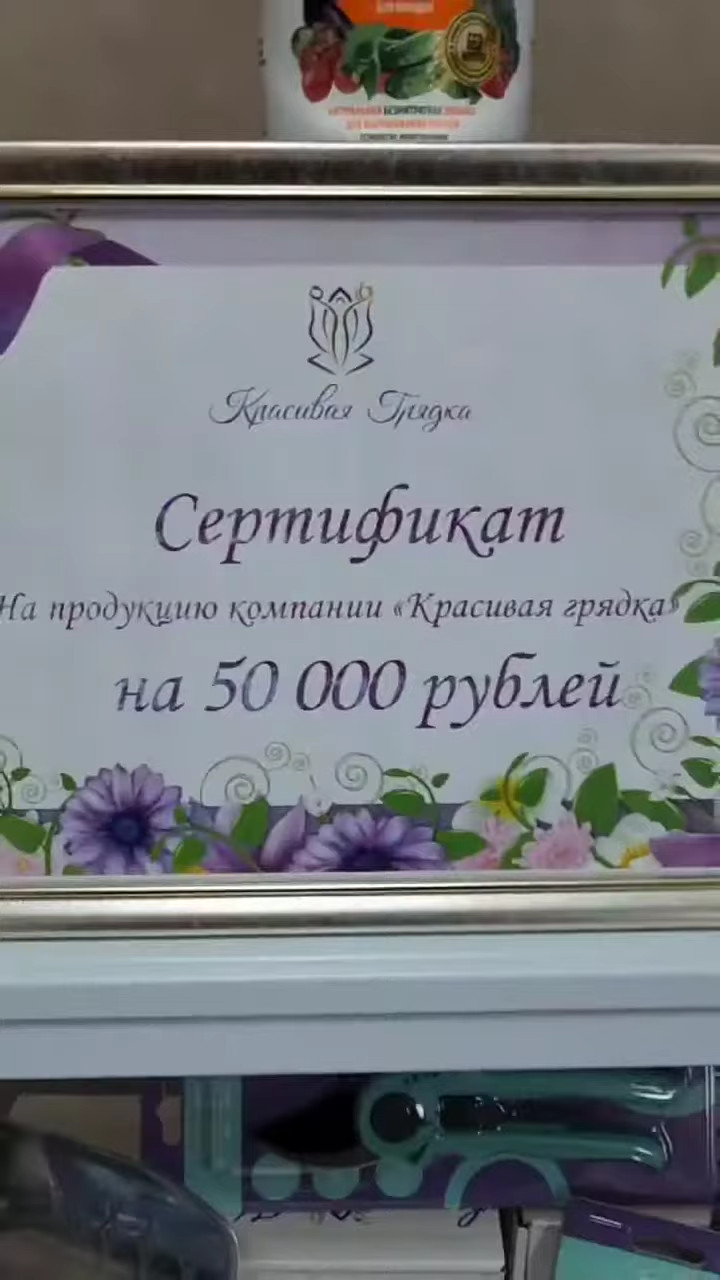 Красивая Грядка
Сертификат
На продукцию компании «Красивая грядка»
на 50 000 рублей